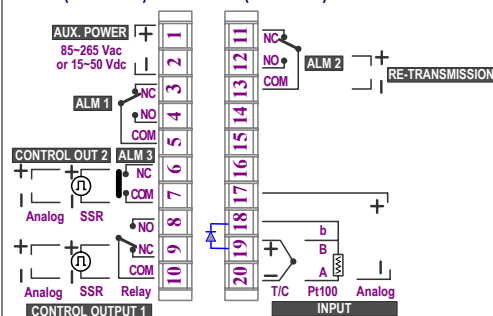 AUX. POWER
85~265 Vac
or 15~50 Vdc
ALM 1
NC
NO
COM
CONTROL OUT 2
ALM 3
NC
COM
Analog
SSR
NO
NC
COM
Analog
SSR
Relay
CONTROL OUTPUT 1
1
2
3
4
5
6
7
8
9
10
11
12
13
14
15
16
17
18
19
20
NC
NO
COM
ALM 2
RE-TRANSMISSION
b
B
A
T/C
Pt100
Analog
INPUT